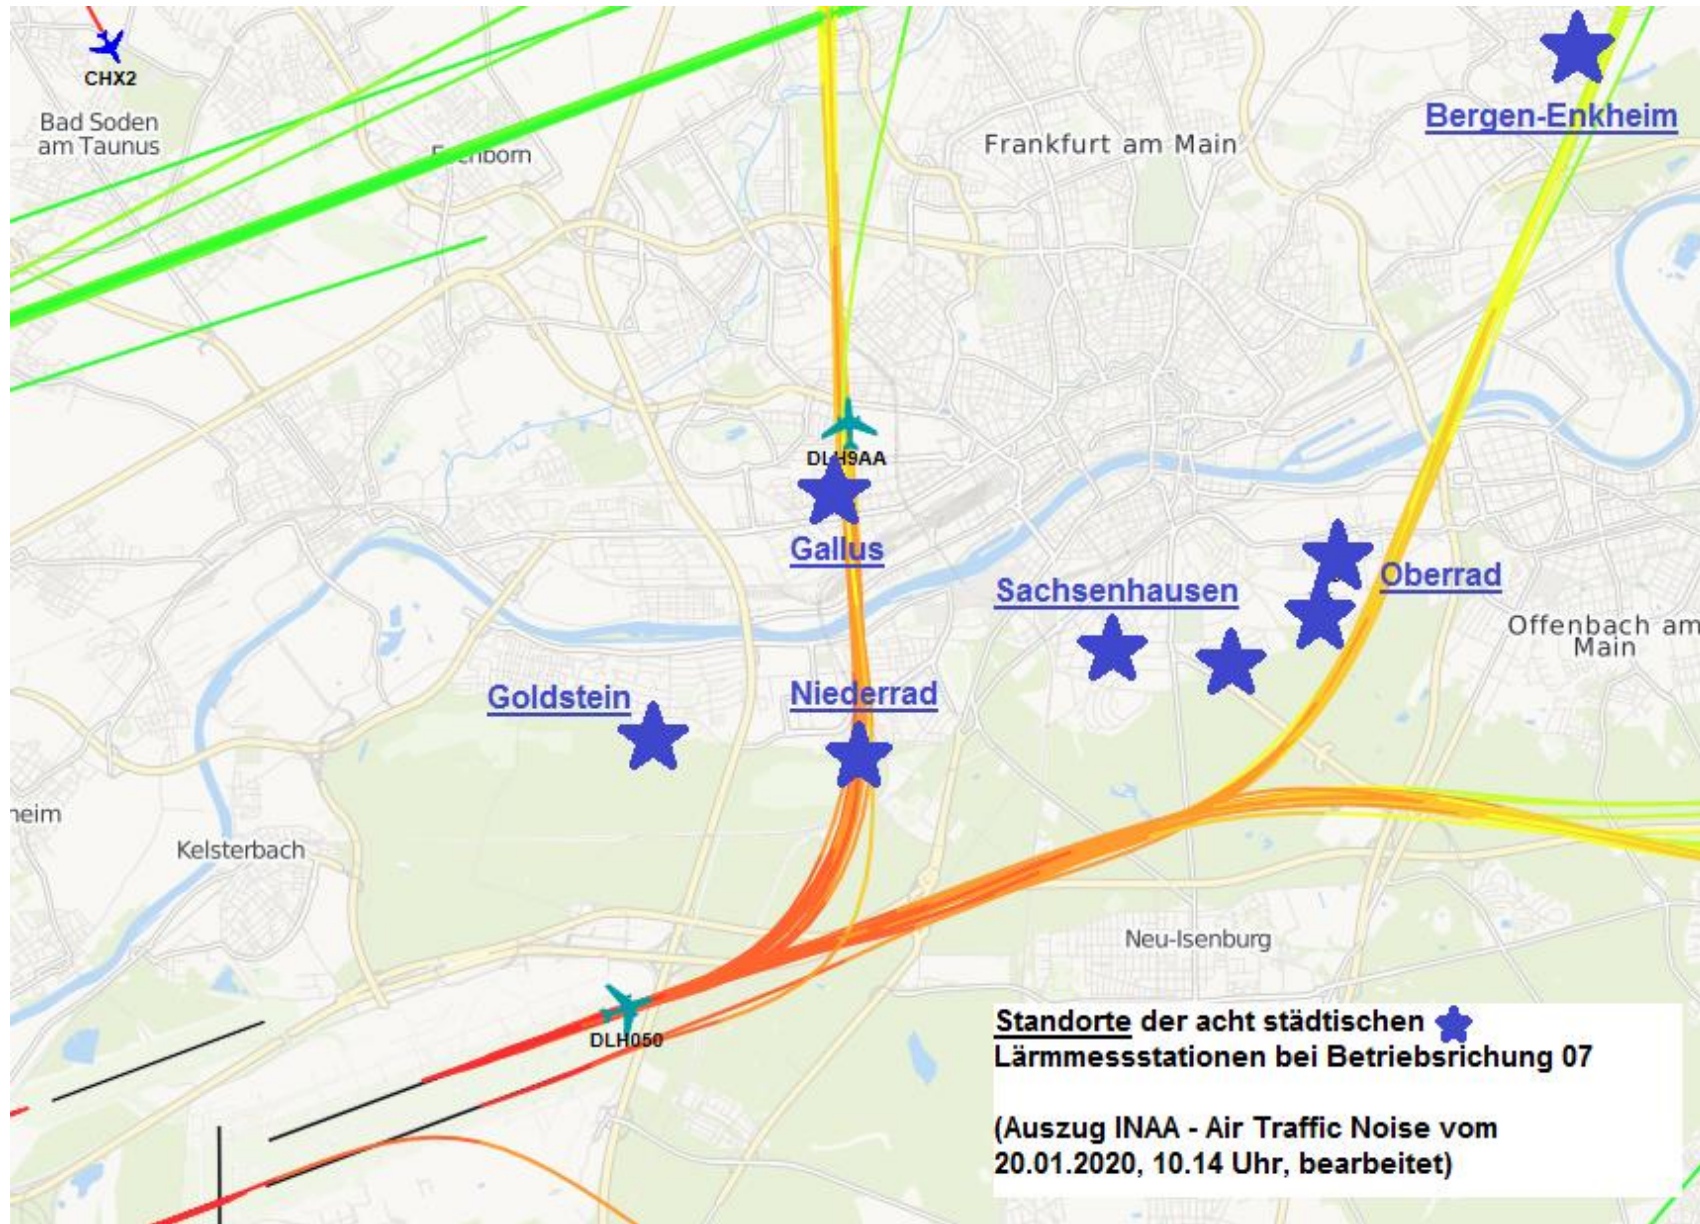 CHX2
Bad Soden
am Taunus
Frankfurt am Main
Bergen-Enkheim
DLH9AA
Gallus
Sachsenhausen
Oberrad
Offenbach am
Main
Goldstein
Niederrad
heim
Kelsterbach
Neu-Isenburg
DLH050
Standorte der acht städtischen
Lärmmessstationen bei Betriebsrichung 07
(Auszug INAA - Air Traffic Noise vom
20.01.2020, 10.14 Uhr, bearbeitet)